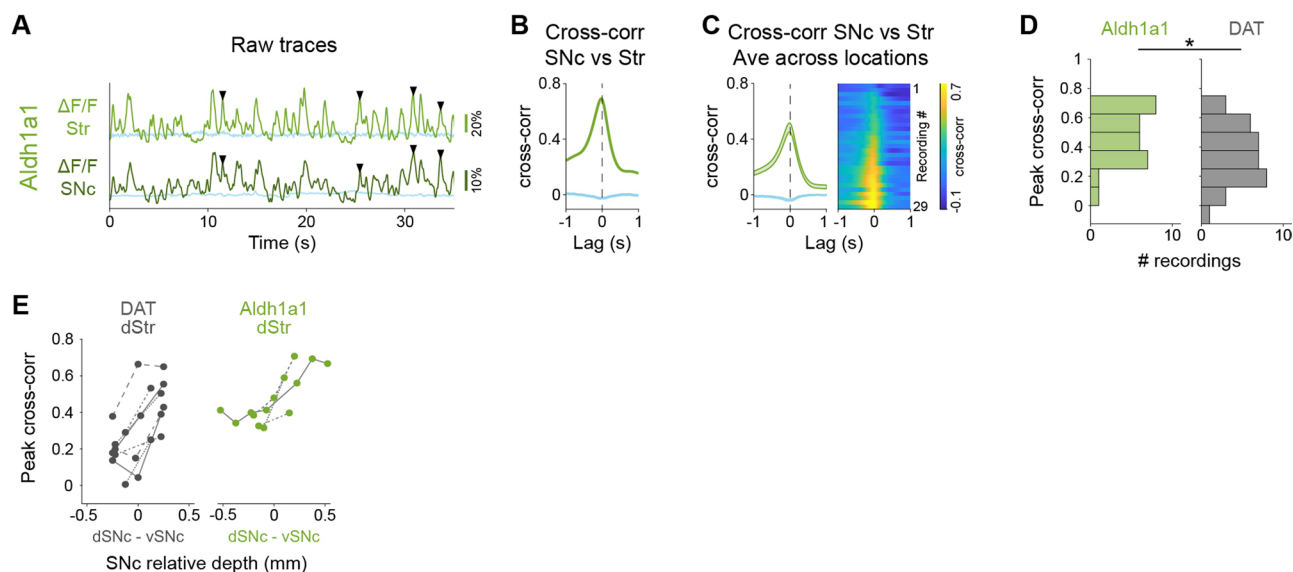 A
Raw traces
Aldh1a1
ΔF/F
Str
20%
ΔF/F
SNc
10%
0
10
20
30
Time (s)
B
Cross-corr
SNc vs Str
cross-corr
0.8
0.4
0
-1
0
1
Lag (s)
C
Cross-corr SNc vs Str
Ave across locations
cross-corr
0.8
0.4
0
-1
0
1
Lag (s)
1
Recording #
29
-1
0
1
Lag (s)
0.7
cross-corr
-0.1
D
Aldh1a1
DAT
*
Peak cross-corr
1
0.8
0.6
0.4
0.2
0
0
10
0
10
# recordings
E
DAT
dStr
Aldh1a1
dStr
Peak cross-corr
0.8
0.6
0.4
0.2
0
-0.5
0
0.5
-0.5
0
0.5
dSNc - vSNc
dSNc - vSNc
SNc relative depth (mm)